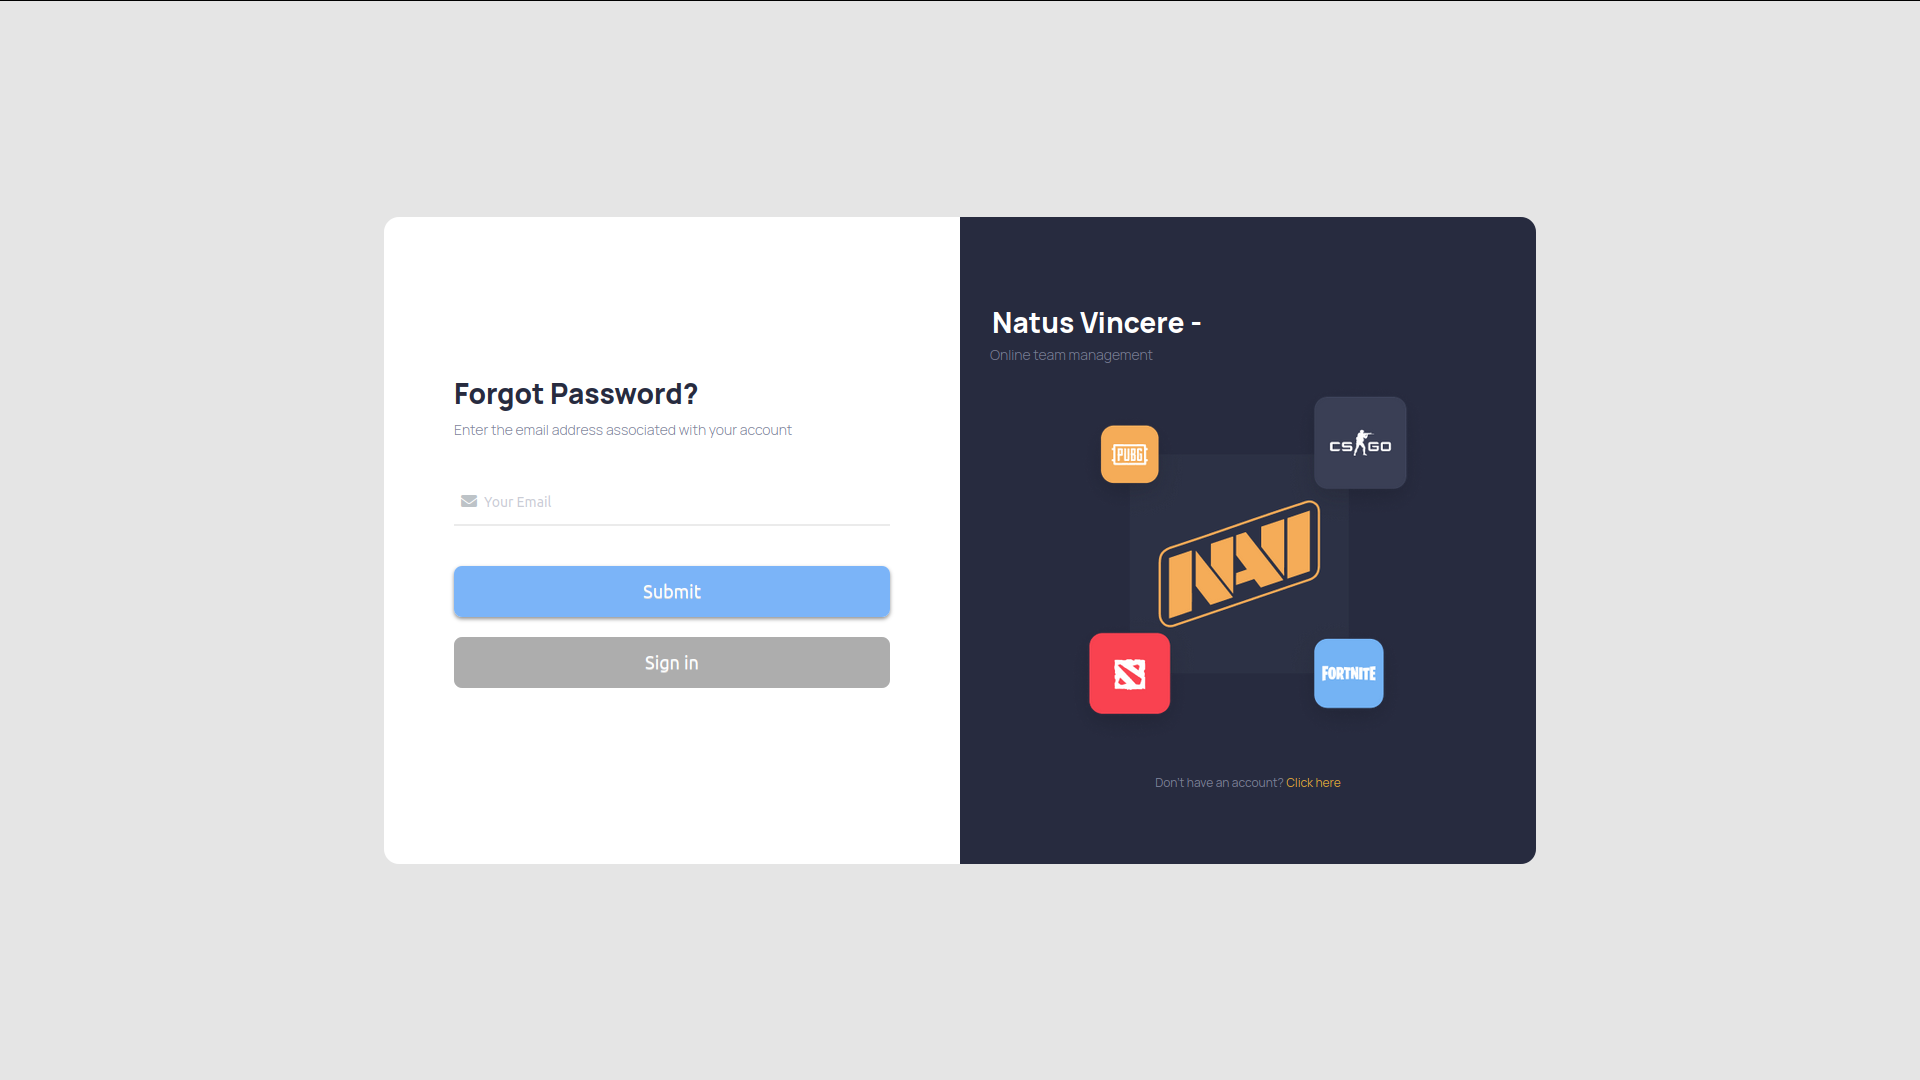 Forgot Password?
Enter the email address associated with your account
Your Email
Submit
Sign in
Natus Vincere -
Online team management
PUBG
CS GO
NAVI
FORTNITE
Don't have an account? Click here